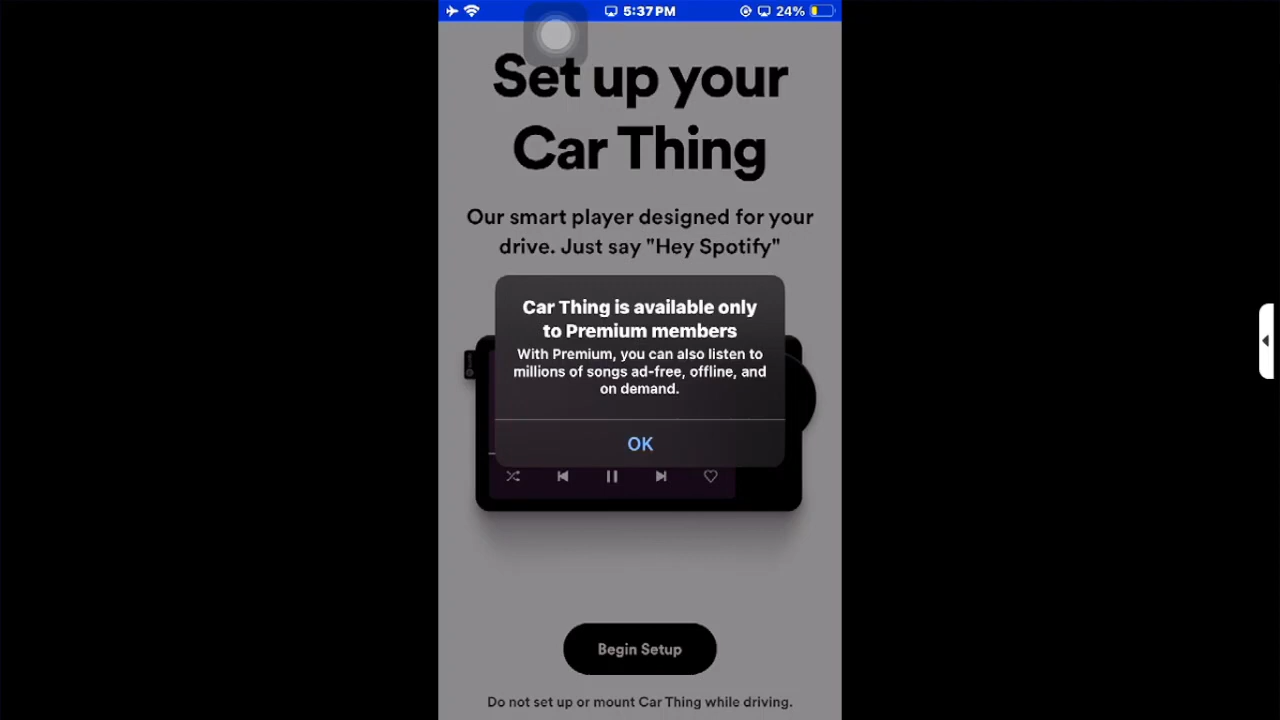 5:37 PM
24%
Set up your
Car Thing
Our smart player designed for your
drive. Just say "Hey Spotify"
Car Thing is available only
to Premium members
With Premium, you can also listen to
millions of songs ad-free, offline, and
on demand.
OK
Begin Setup
Do not set up or mount Car Thing while driving.